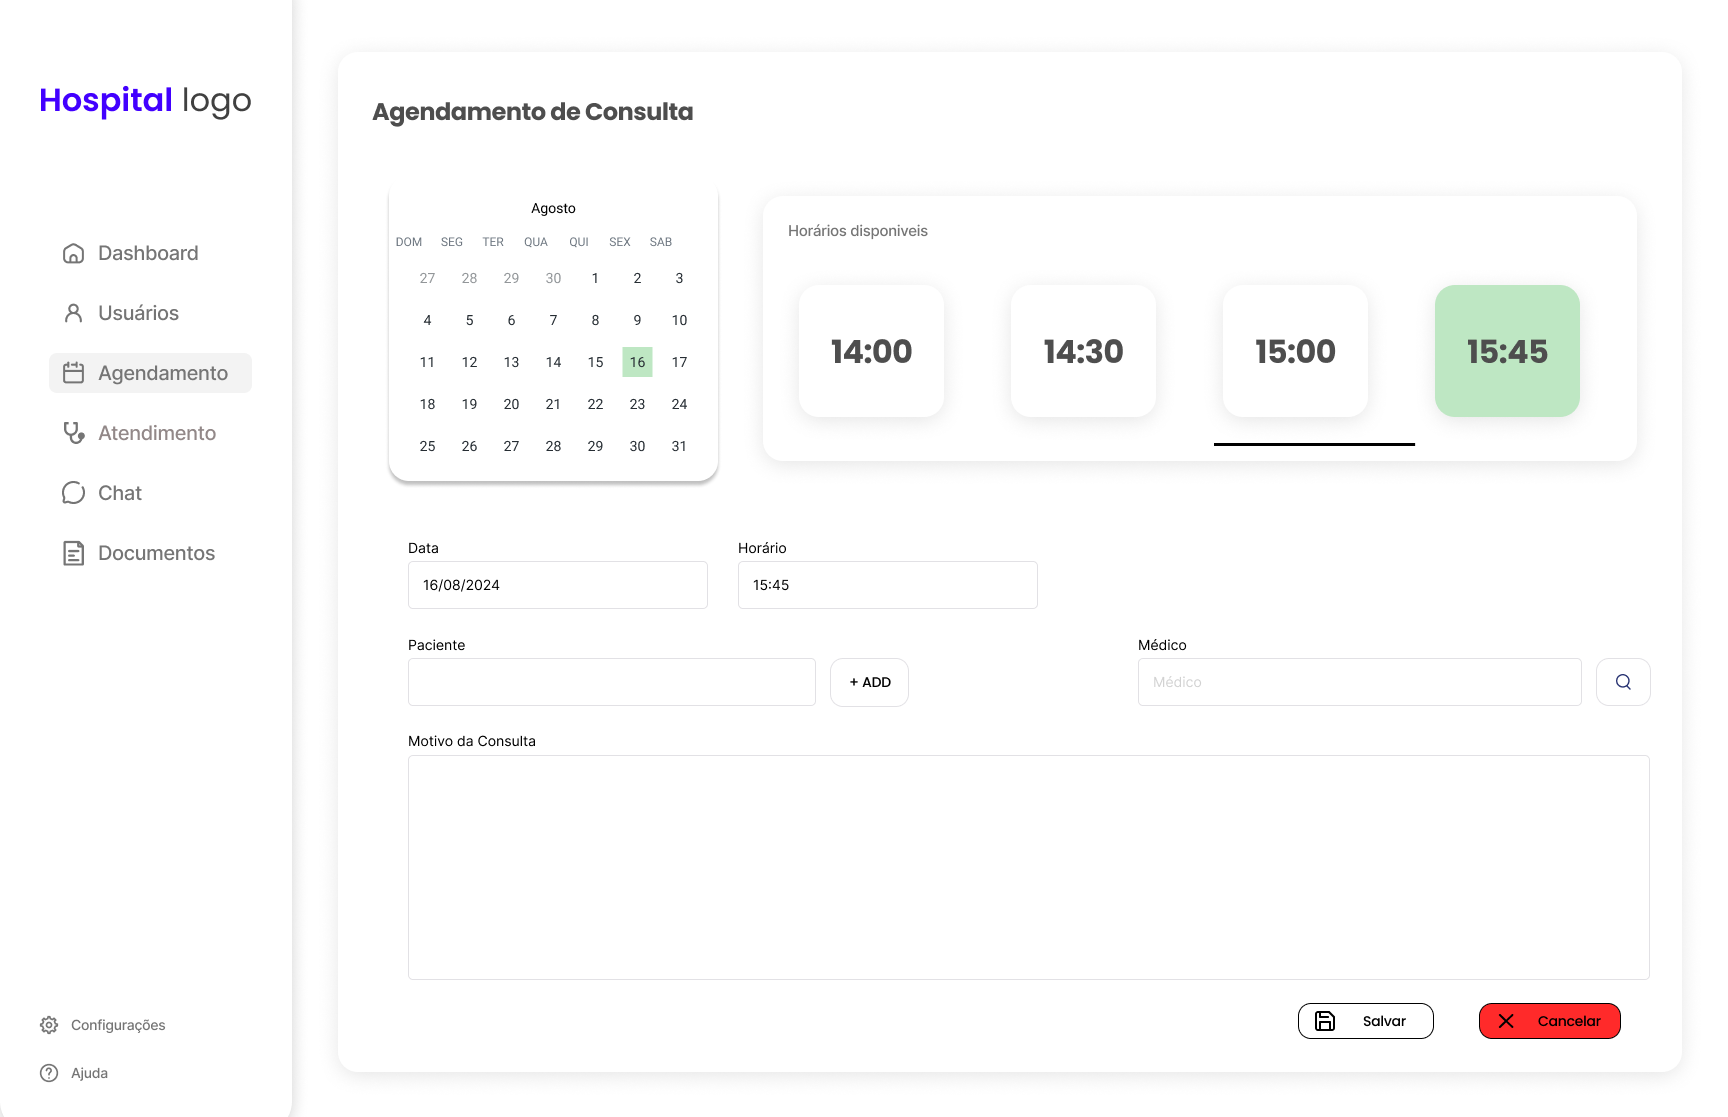 Hospital logo
Dashboard
Usuários
Agendamento
Atendimento
Chat
Documentos
Configurações
Ajuda
Agendamento de Consulta
Agosto
DOM SEG TER QUA QUI SEX SAB
27 28 29 30 1 2 3
4 5 6 7 8 9 10
11 12 13 14 15 16 17
18 19 20 21 22 23 24
25 26 27 28 29 30 31
Horários disponiveis
14:00 14:30 15:00 15:45
Data Horário
16/08/2024 15:45
Paciente Médico
+ ADD Médico
Motivo da Consulta
Salvar Cancelar